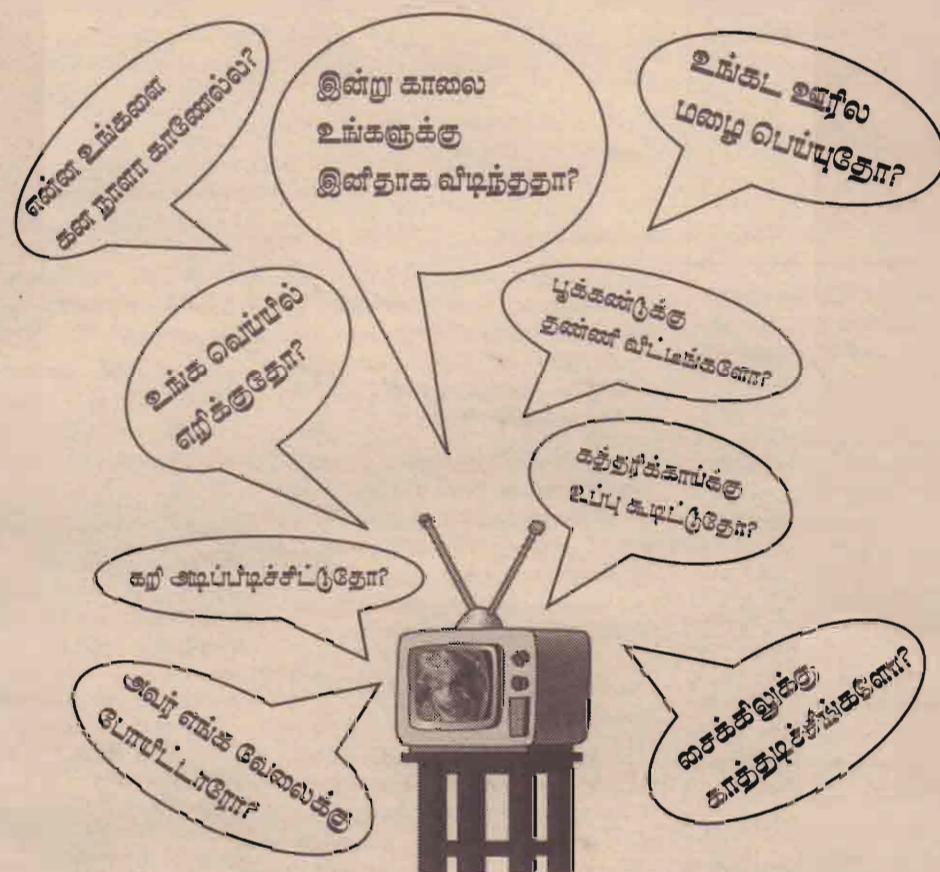 என்ன உங்களை
கன நாளா காணேல்ல?
இன்று காலை
உங்களுக்கு
இனிதாக விடிந்ததா?
உங்கட ஊரில
மழை பெய்யுதோ?
உங்க வெய்யில்
எறிக்குதோ?
பூக்கண்டுக்கு
தண்ணி விட்டீங்களோ?
கத்தரிக்காய்க்கு
உப்பு கூடிட்டுதோ?
கறி அடிப்பிடிச்சிட்டுதோ?
அவர் எங்க வேலைக்கு
போயிட்டாரோ?
சைக்கிலுக்கு
காத்தடிச்சீங்களோ?